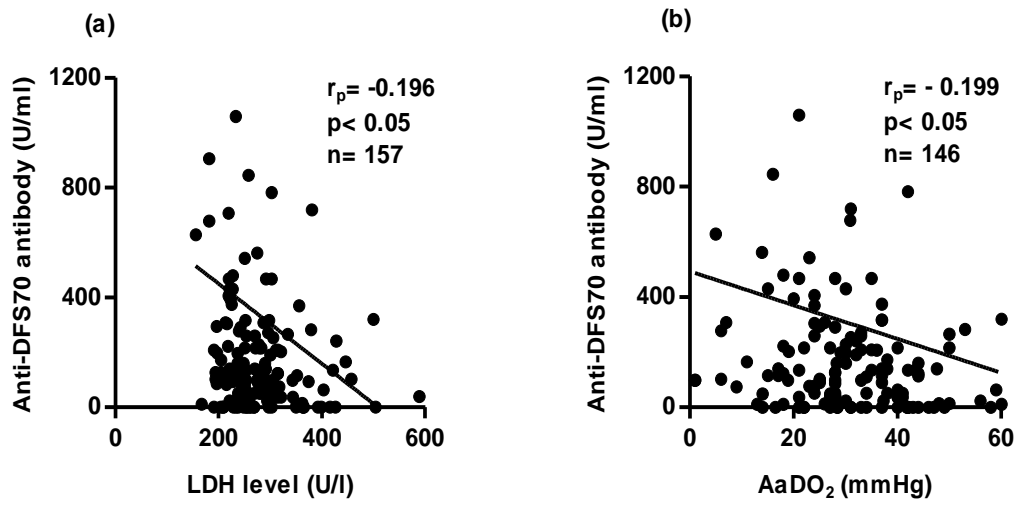 (a)
Anti-DFS70 antibody (U/ml)
1200
800
400
0
rp= -0.196
p< 0.05
n= 157
0
200
400
600
LDH level (U/l)
(b)
Anti-DFS70 antibody (U/ml)
1200
800
400
0
rp= - 0.199
p< 0.05
n= 146
0
20
40
60
AaDO2 (mmHg)